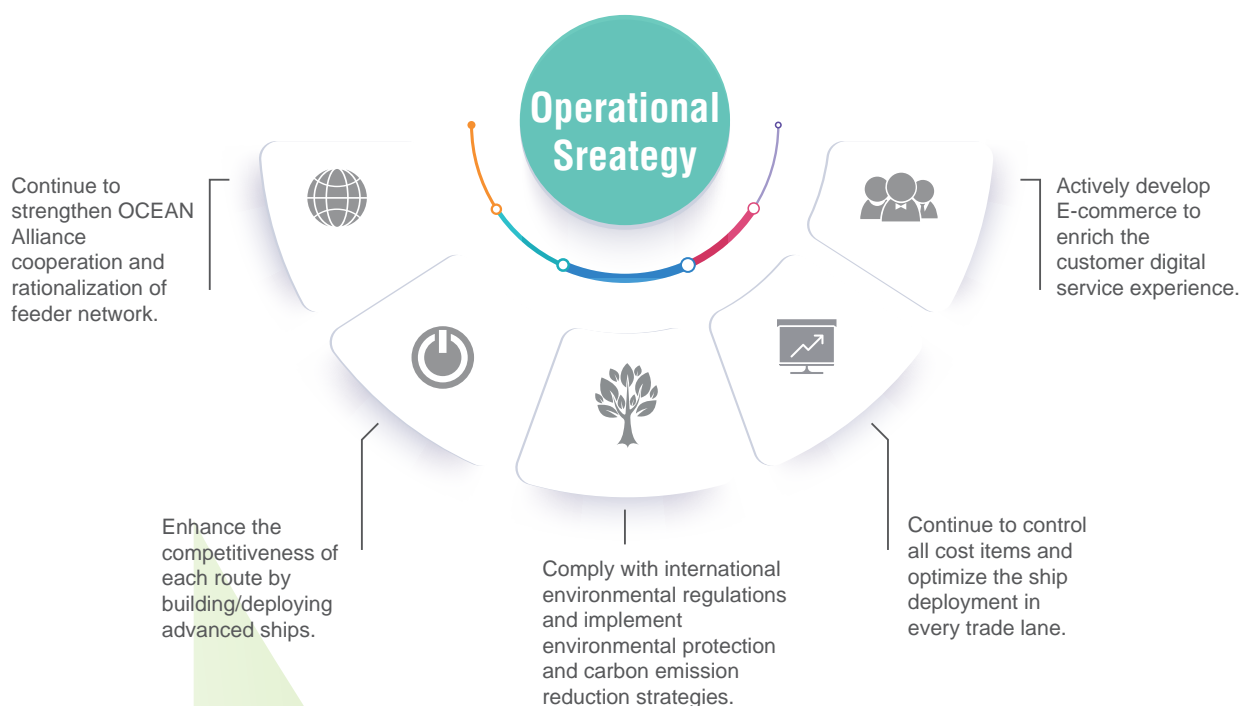 Operational
Sreategy
Continue to
strengthen OCEAN
Alliance
cooperation and
rationalization of
feeder network.
Enhance the
competitiveness of
each route by
building/deploying
advanced ships.
Comply with international
environmental regulations
and implement
environmental protection
and carbon emission
reduction strategies.
Continue to control
all cost items and
optimize the ship
deployment in
every trade lane.
Actively develop
E-commerce to
enrich the
customer digital
service experience.